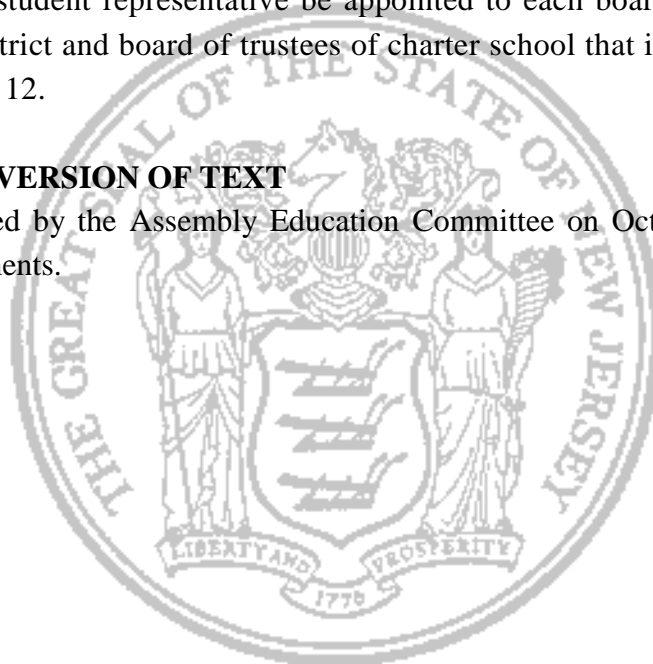 student representative be appointed to each boar
trict and board of trustees of charter school that i
12.
VERSION OF TEXT
ed by the Assembly Education Committee on Oct
nents.
THE GREAT SEAL OF THE STATE OF NEW JERSEY
LIBERTY AND PROSPERITY
1776